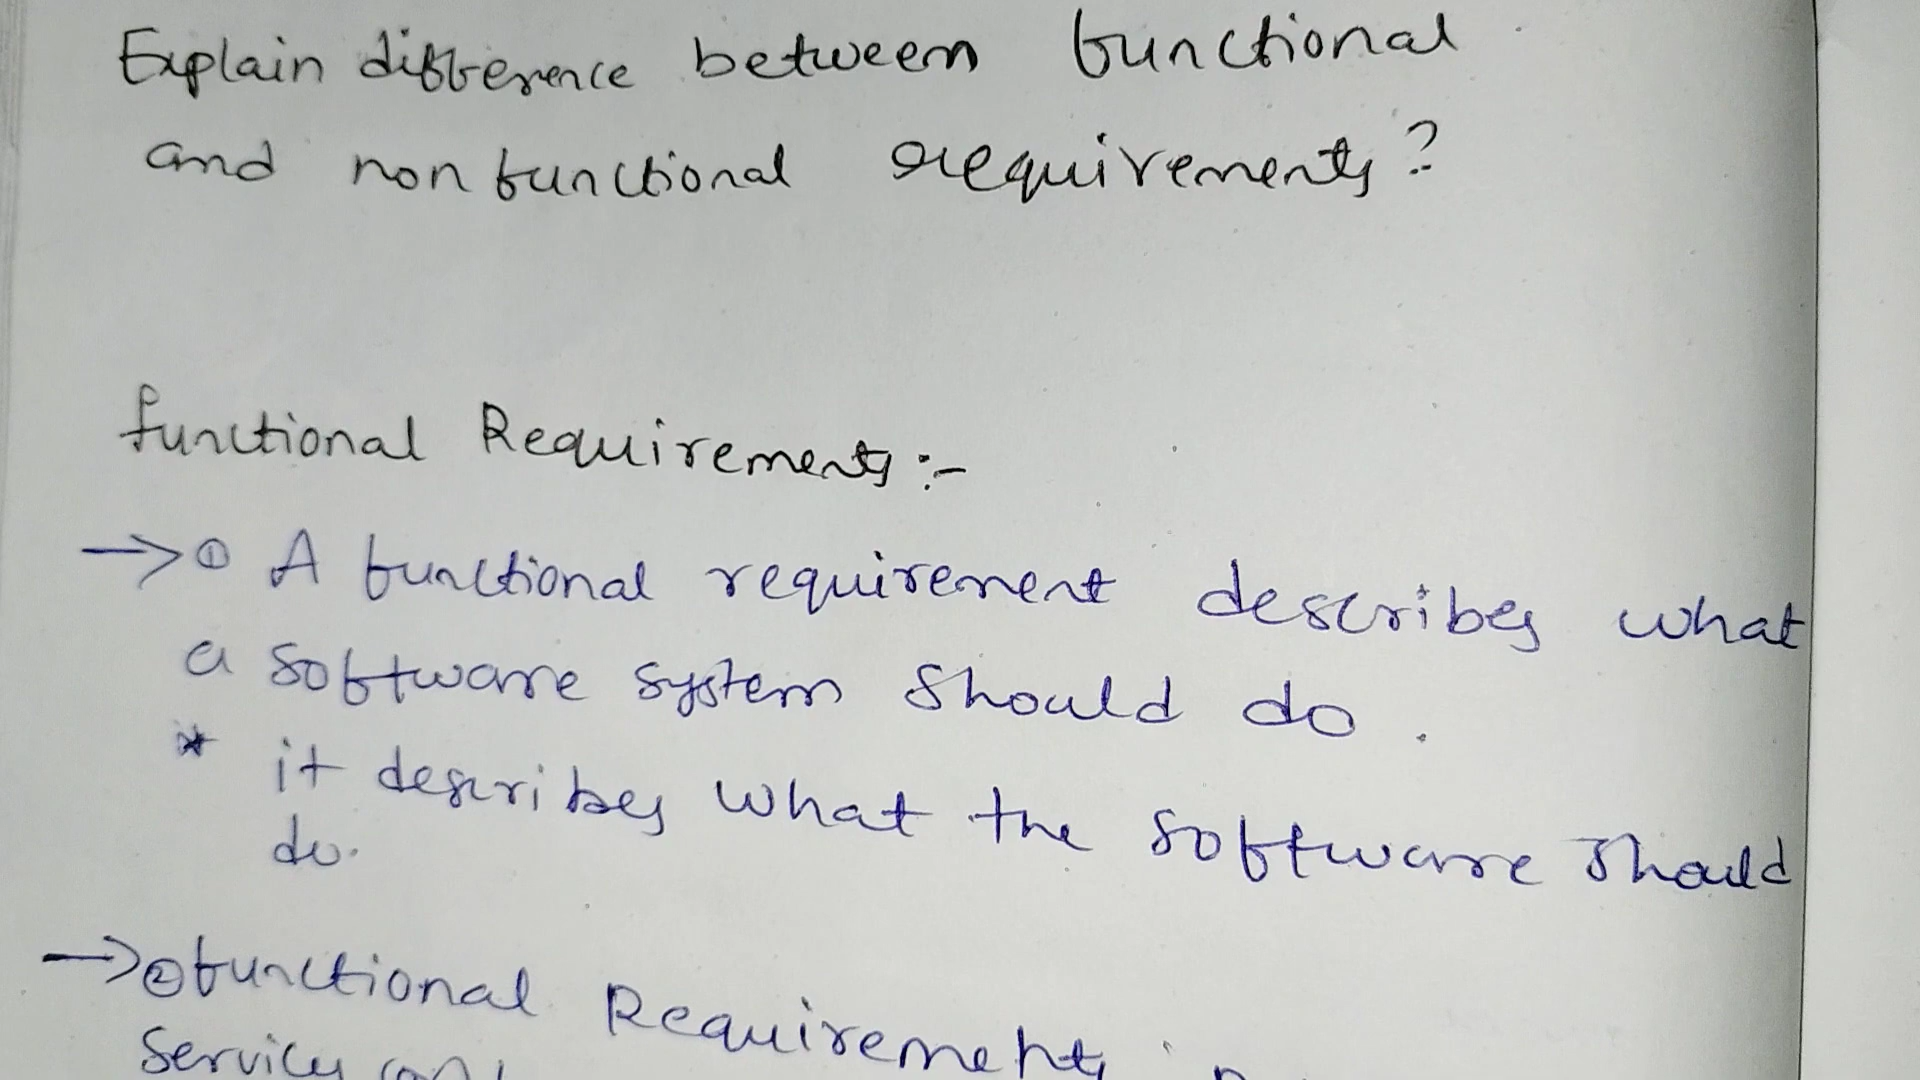 Explain difference between functional
and non functional requirements?
functional Requirements :-
→ ① A functional requirement describes what
a software system should do.
* it describes what the software should
do.
→ ② functional Requirements
Services